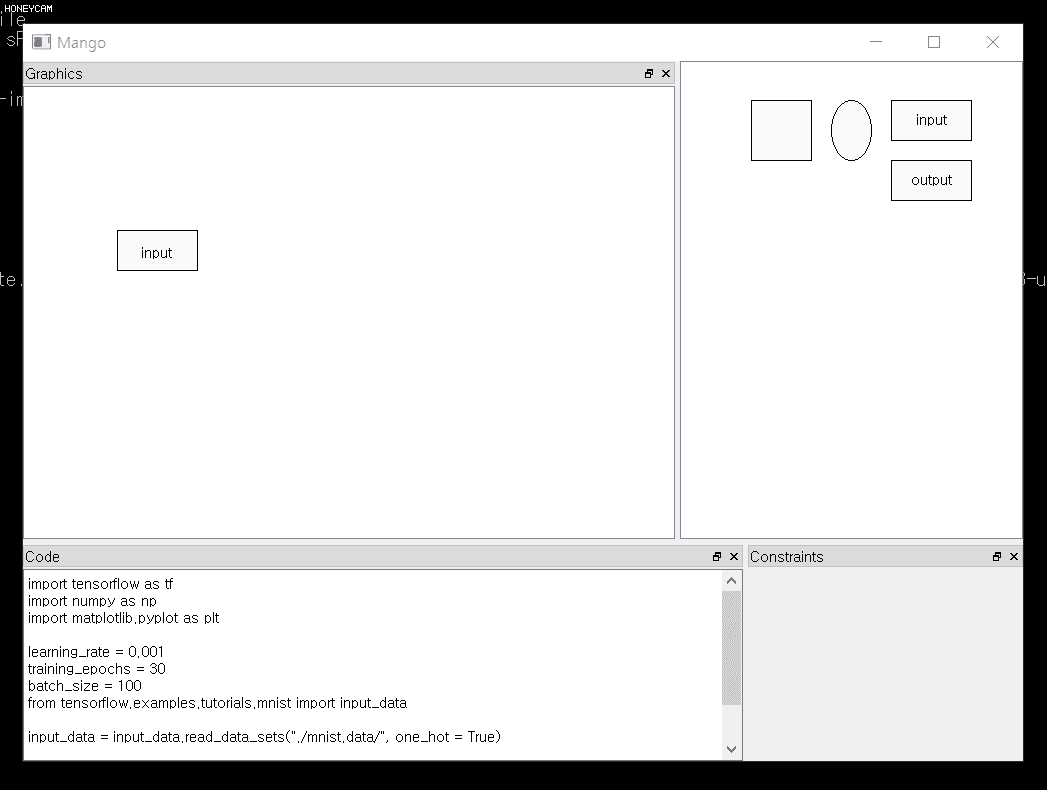 ,HONEYCAM
ile
Mango
-im
te.
3-u
Graphics
input
input
output
Code
import tensorflow as tf
import numpy as np
import matplotlib.pyplot as plt
learning_rate = 0.001
training_epochs = 30
batch_size = 100
from tensorflow.examples.tutorials.mnist import input_data
input_data = input_data.read_data_sets("./mnist.data/", one_hot = True)
Constraints